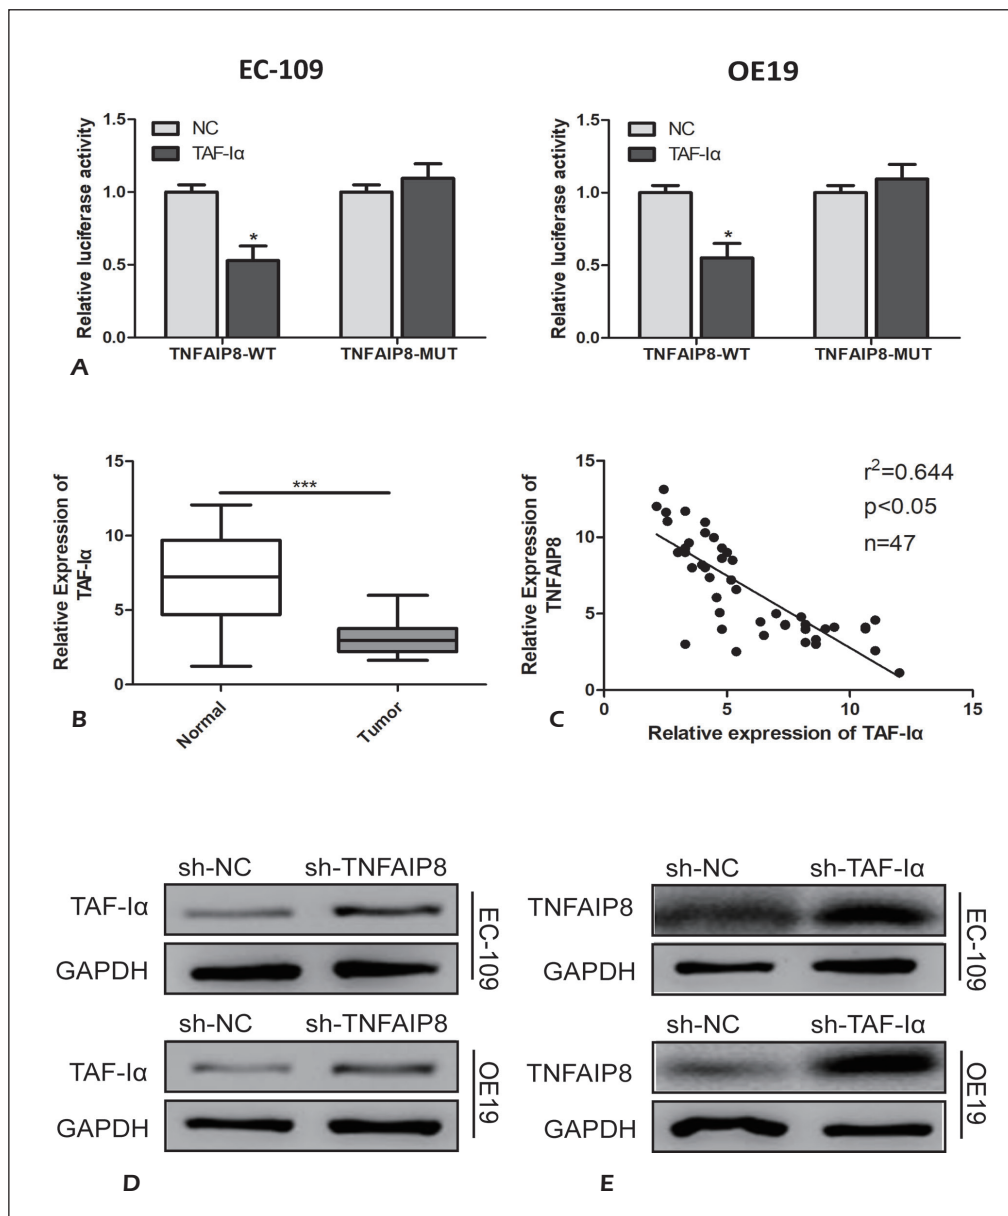 EC-109
OE19
Relative luciferase activity
1.5
1.0
0.5
0.0
NC
TAF-Iα
*
TNFAIP8-WT
TNFAIP8-MUT
A
Relative luciferase activity
1.5
1.0
0.5
0.0
NC
TAF-Iα
*
TNFAIP8-WT
TNFAIP8-MUT
Relative Expression of
TAF-Iα
15
10
5
0
***
Normal
Tumor
B
Relative Expression of
TNFAIP8
15
10
5
0
r²=0.644
p<0.05
n=47
0
5
10
15
Relative expression of TAF-Iα
C
sh-NC
sh-TNFAIP8
TAF-Iα
GAPDH
EC-109
sh-NC
sh-TNFAIP8
TAF-Iα
GAPDH
OE19
D
sh-NC
sh-TAF-Iα
TNFAIP8
GAPDH
EC-109
sh-NC
sh-TAF-Iα
TNFAIP8
GAPDH
OE19
E